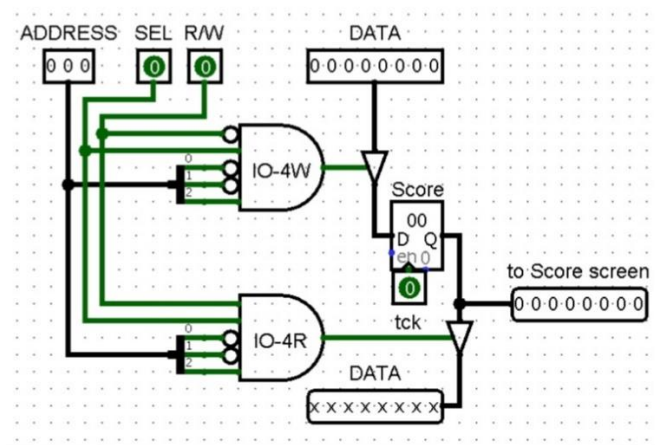 ADDRESS SEL R/W DATA
0 0 0 0 0 0 0 0 0 0 0 0 0
0
1
2
IO-4W
Score
00
D Q
en 0
0
tck
to Score screen
0 0 0 0 0 0 0 0
0
1
2
IO-4R
DATA
x x x x x x x x